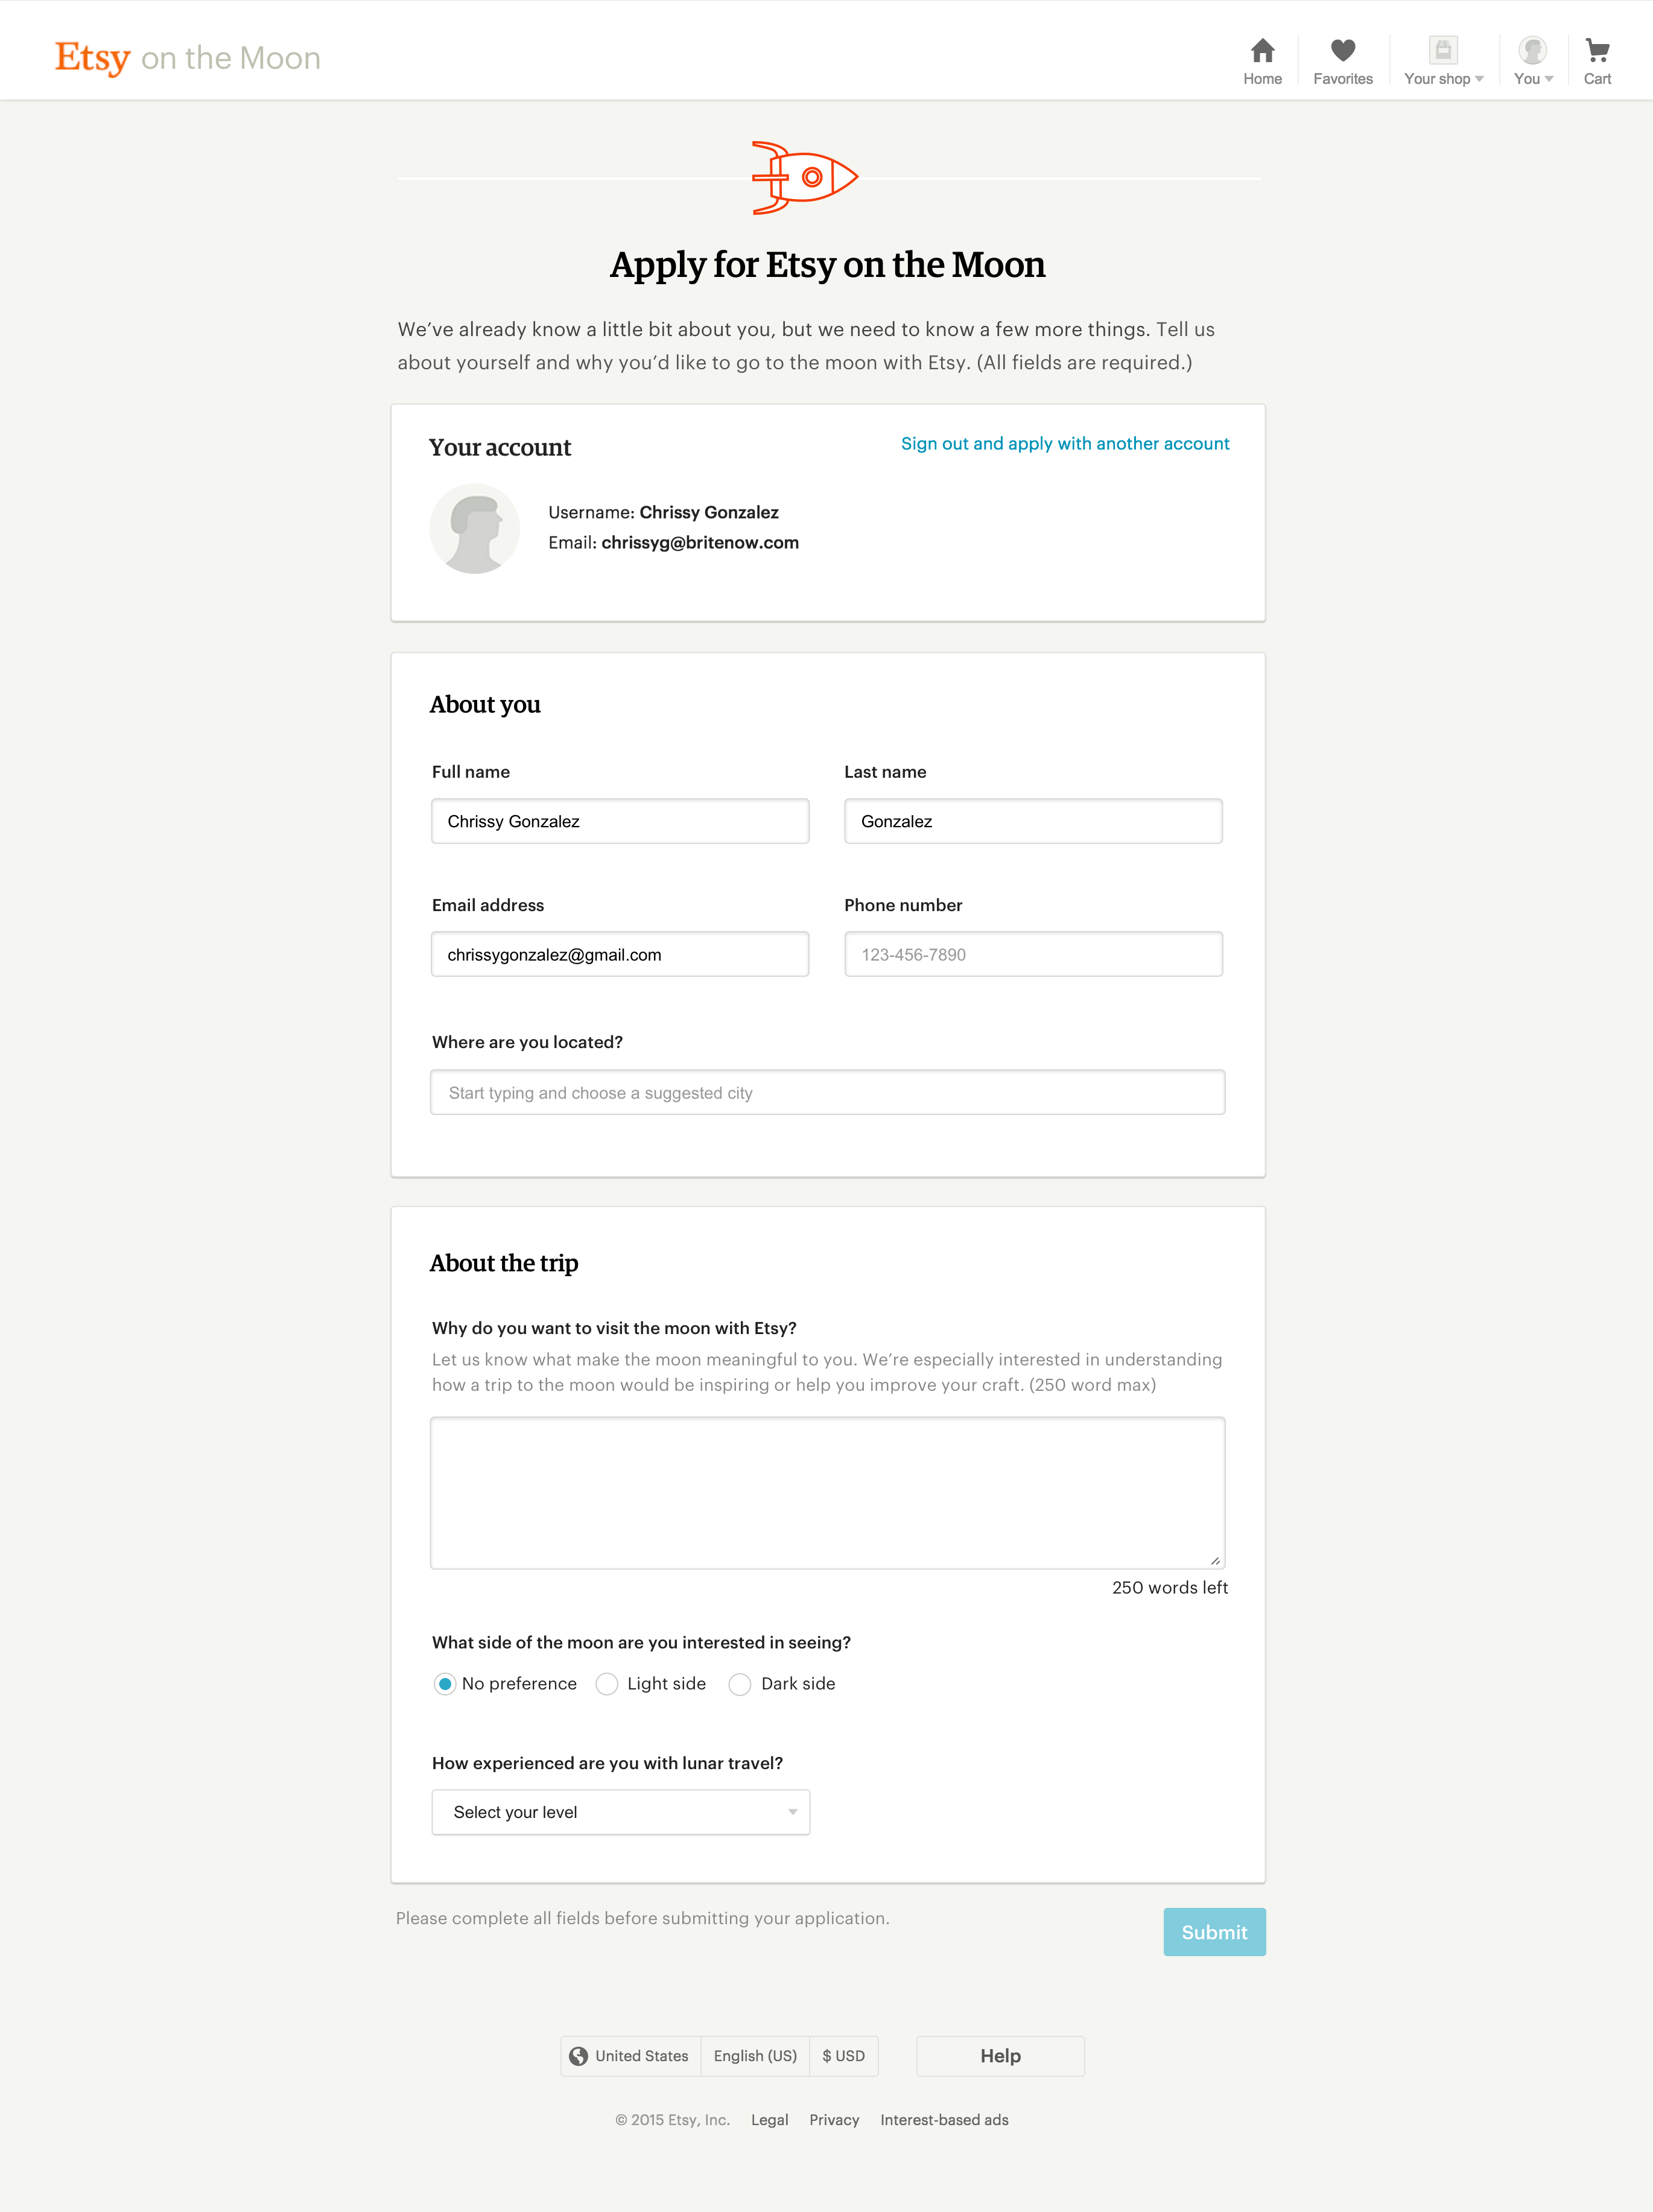 Etsy on the Moon
Home
Favorites
Your shop
You
Cart
Apply for Etsy on the Moon
We’ve already know a little bit about you, but we need to know a few more things. Tell us
about yourself and why you’d like to go to the moon with Etsy. (All fields are required.)
Your account
Sign out and apply with another account
Username: Chrissy Gonzalez
Email: chrissyg@britenow.com
About you
Full name
Last name
Chrissy Gonzalez
Gonzalez
Email address
Phone number
chrissygonzalez@gmail.com
123-456-7890
Where are you located?
Start typing and choose a suggested city
About the trip
Why do you want to visit the moon with Etsy?
Let us know what make the moon meaningful to you. We’re especially interested in understanding
how a trip to the moon would be inspiring or help you improve your craft. (250 word max)
250 words left
What side of the moon are you interested in seeing?
No preference
Light side
Dark side
How experienced are you with lunar travel?
Select your level
Please complete all fields before submitting your application.
Submit
United States
English (US)
$ USD
Help
© 2015 Etsy, Inc.
Legal
Privacy
Interest-based ads